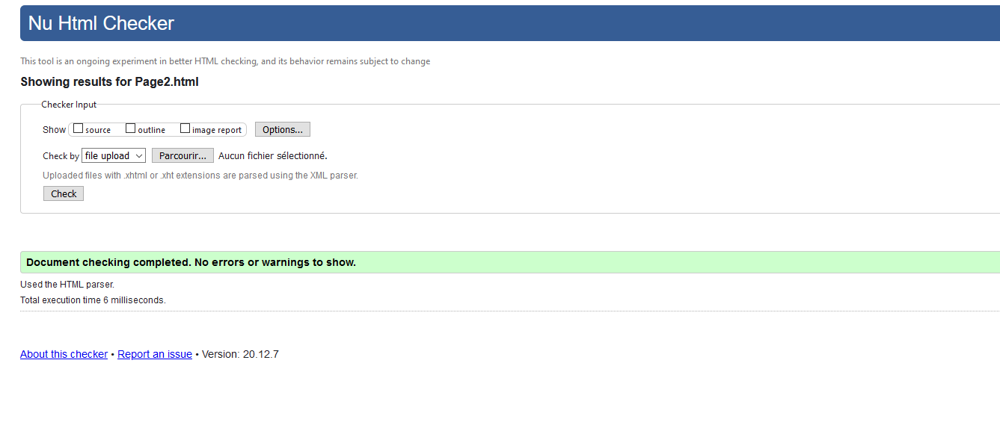 Nu Html Checker
This tool is an ongoing experiment in better HTML checking, and its behavior remains subject to change
Showing results for Page2.html
Checker Input
Show source outline image report Options...
Check by file upload Parcourir... Aucun fichier sélectionné.
Uploaded files with .xhtml or .xht extensions are parsed using the XML parser.
Check
Document checking completed. No errors or warnings to show.
Used the HTML parser.
Total execution time 6 milliseconds.
About this checker • Report an issue • Version: 20.12.7